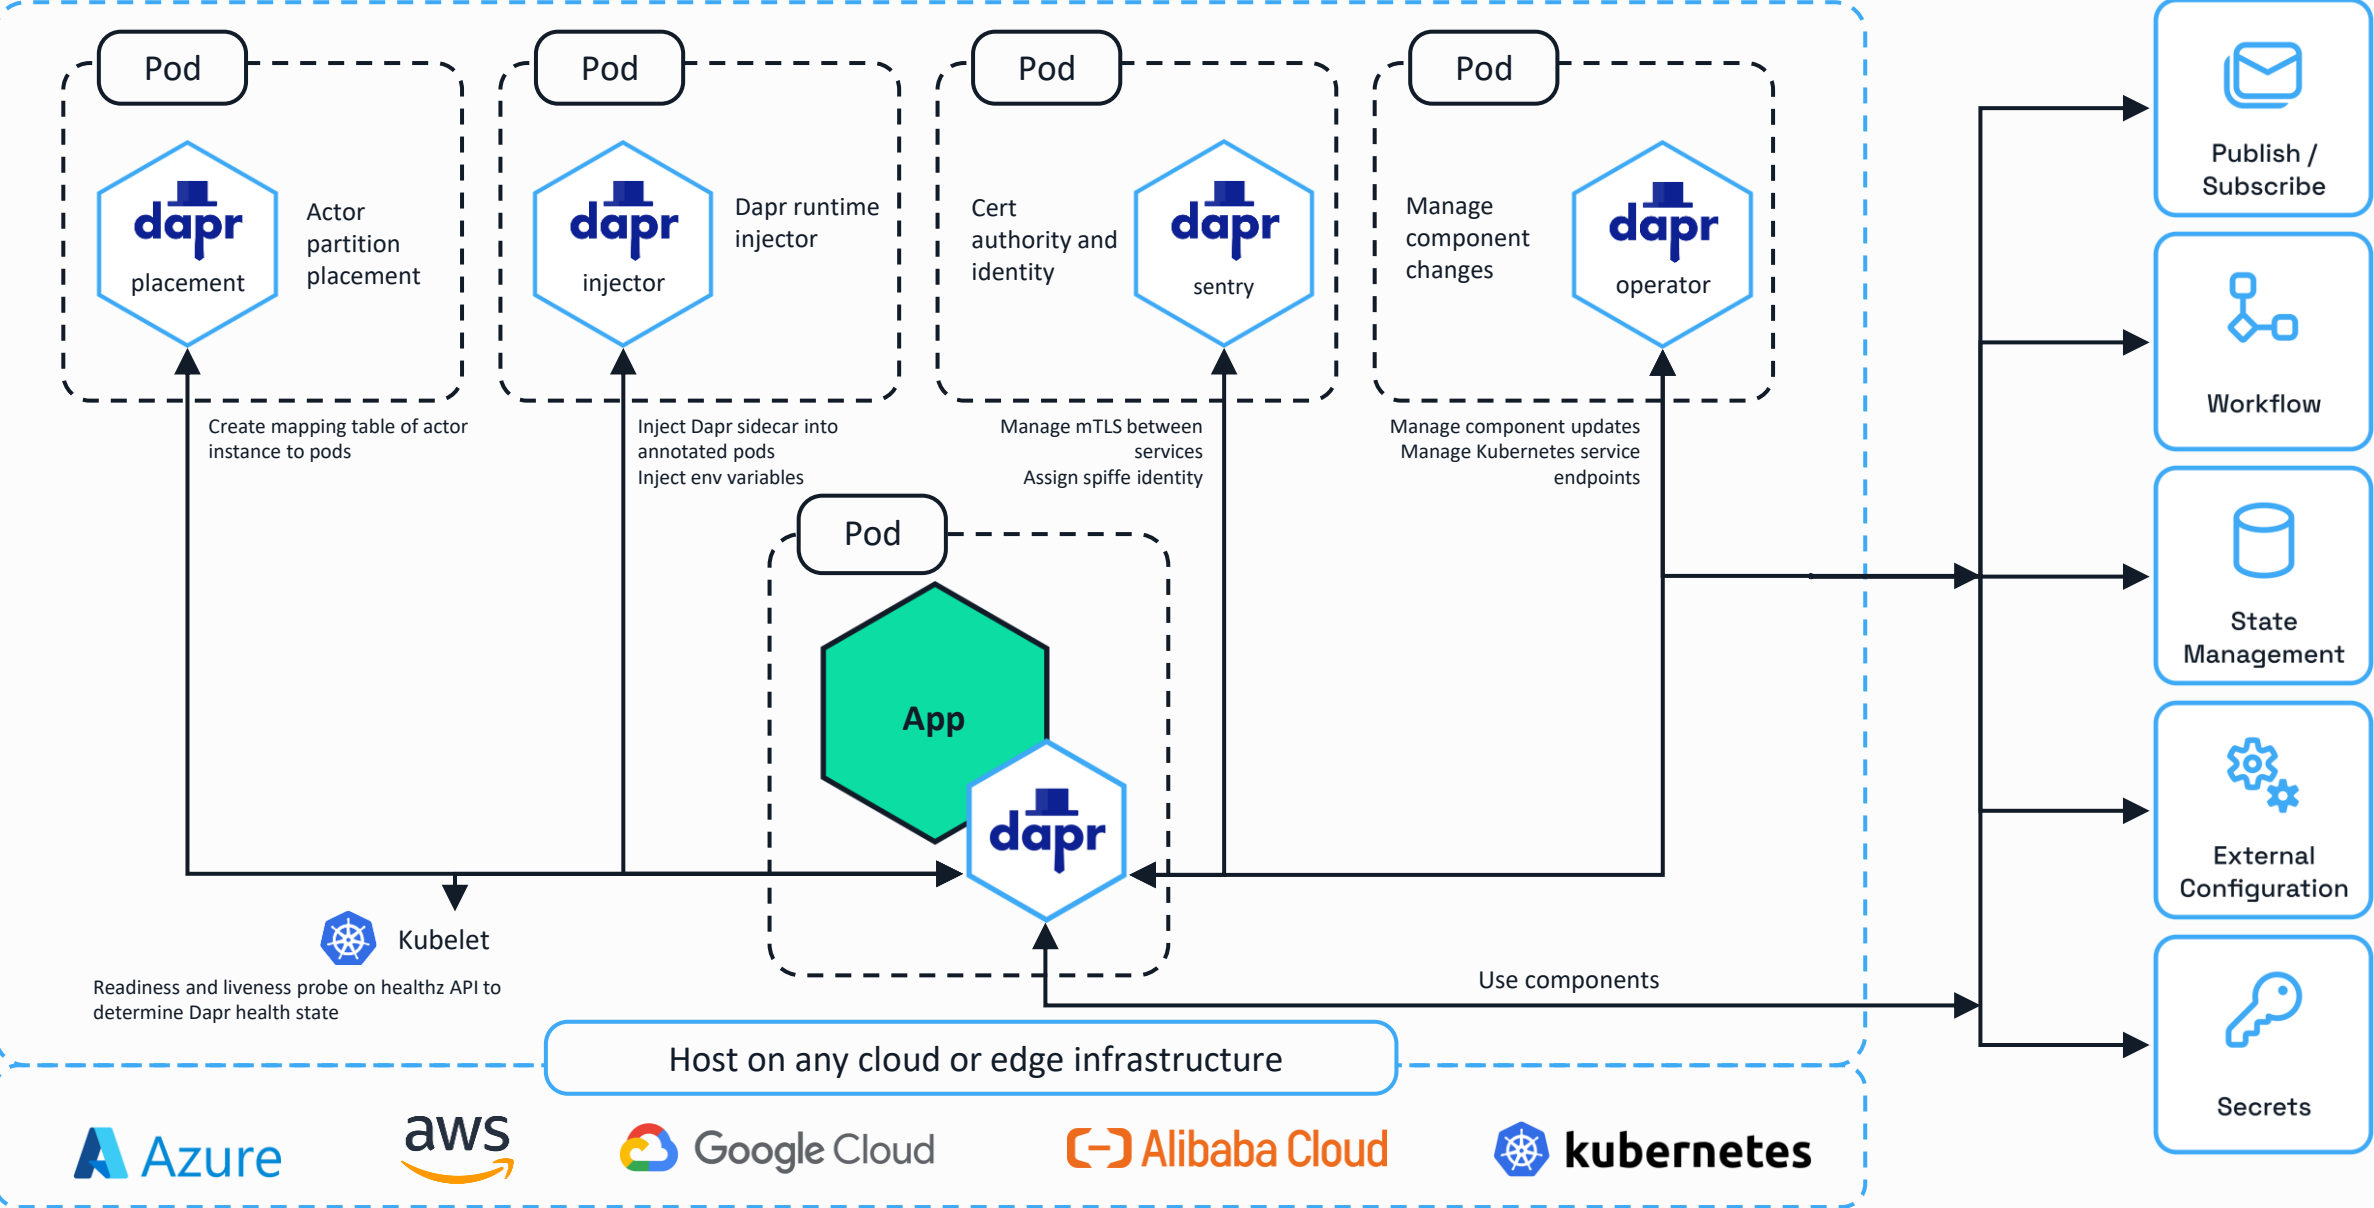 Pod
dapr
placement
Actor
partition
placement
Create mapping table of actor
instance to pods
Pod
dapr
injector
Dapr runtime
injector
Inject Dapr sidecar into
annotated pods
Inject env variables
Pod
Cert
authority and
identity
dapr
sentry
Manage mTLS between
services
Assign spiffe identity
Pod
Manage
component
changes
dapr
operator
Manage component updates
Manage Kubernetes service
endpoints
Pod
App
dapr
Kubelet
Readiness and liveness probe on healthz API to
determine Dapr health state
Use components
Publish /
Subscribe
Workflow
State
Management
External
Configuration
Secrets
Host on any cloud or edge infrastructure
Azure
aws
Google Cloud
Alibaba Cloud
kubernetes